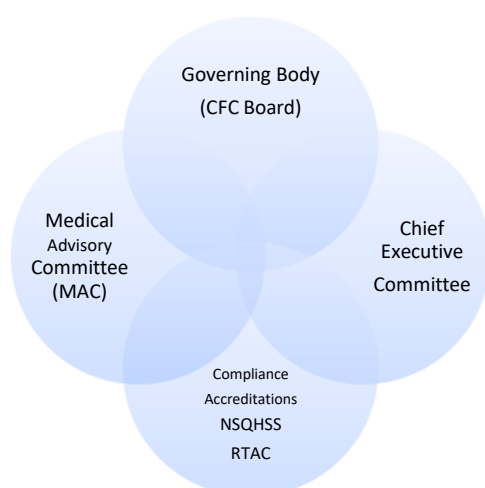 Governing Body
(CFC Board)
Medical
Advisory
Committee
(MAC)
Chief
Executive
Committee
Compliance
Accreditations
NSQHSS
RTAC